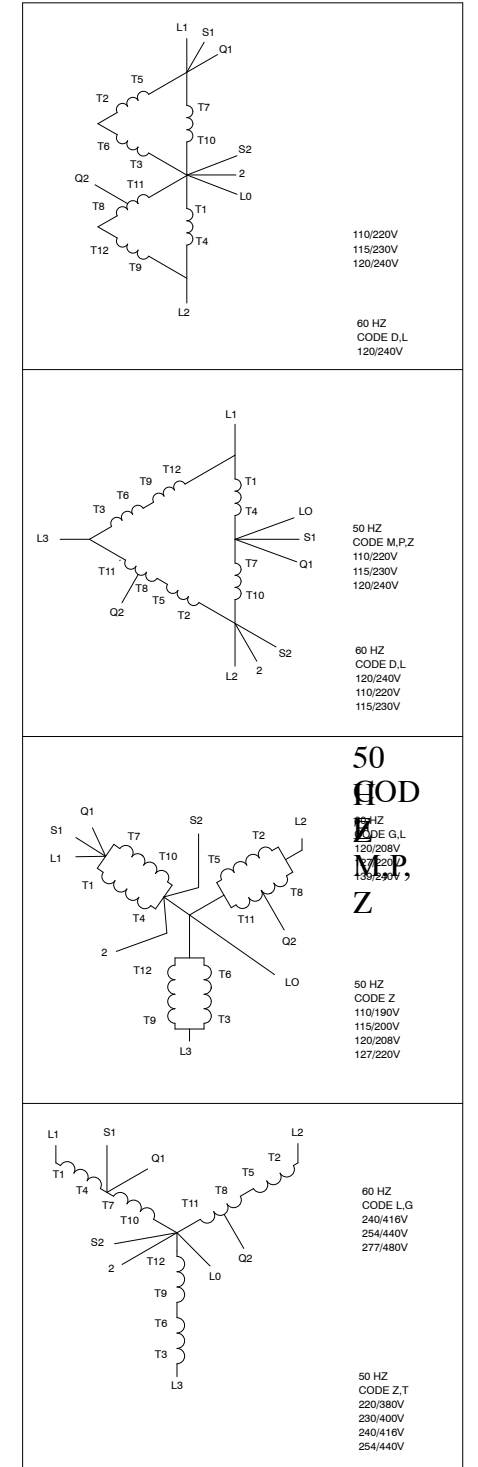 L1
S1
Q1
T5
T2
T7
T6
T10
T3
S2
2
Q2
T11
L0
T8
T1
T4
T12
T9
L2
110/220V
115/230V
120/240V
60 HZ
CODE D,L
120/240V
L1
T12
T9
T6
T3
T1
T4
LO
S1
L3
Q1
T11
T8
T5
T2
Q2
T7
T10
S2
2
L2
50 HZ
CODE M,P,Z
110/220V
115/230V
120/240V
60 HZ
CODE D,L
120/240V
110/220V
115/230V
Q1
S1
L1
T7
T10
T1
T4
S2
2
T2
L2
T5
T8
T11
Q2
LO
T12
T6
T9
T3
L3
50
COD
M,P,
Z
CODE G,L
120/208V
50 HZ
CODE Z
110/190V
115/200V
120/208V
127/220V
L1
S1
Q1
L2
T1
T4
T7
T10
T2
T5
T8
T11
S2
2
T12
L0
Q2
T9
T6
T3
L3
60 HZ
CODE L,G
240/416V
254/440V
277/480V
50 HZ
CODE Z,T
220/380V
230/400V
240/416V
254/440V